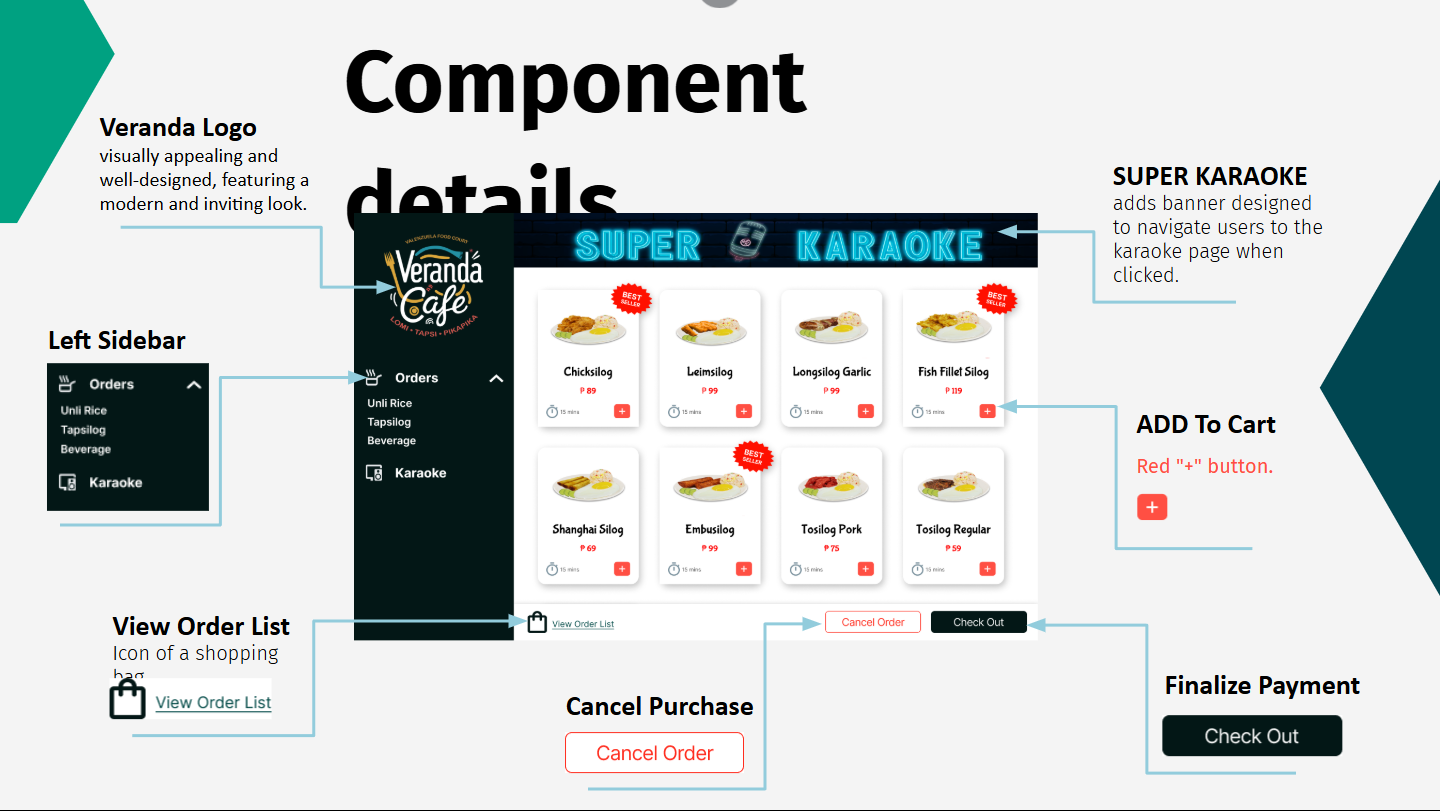 Component
details
Veranda Logo
visually appealing and
well-designed, featuring a
modern and inviting look.
SUPER KARAOKE
adds banner designed
to navigate users to the
karaoke page when
clicked.
VALENZUELA FOOD COURT
Veranda
Café
LOMI • TAPSI • PIKAPIKA
SUPER KARAOKE
Left Sidebar
Orders
Unli Rice
Tapsilog
Beverage
Karaoke
Orders
Unli Rice
Tapsilog
Beverage
Karaoke
BEST
SELLER
Chicksilog
₱ 89
15 mins
+
Leimsilog
₱ 99
15 mins
+
Longsilog Garlic
₱ 99
15 mins
+
BEST
SELLER
Fish Fillet Silog
₱ 119
15 mins
+
Shanghai Silog
₱ 69
15 mins
+
BEST
SELLER
Embusilog
₱ 99
15 mins
+
Tosilog Pork
₱ 75
15 mins
+
Tosilog Regular
₱ 59
15 mins
+
ADD To Cart
Red "+" button.
+
View Order List
Cancel Order
Check Out
View Order List
Icon of a shopping
bag
View Order List
Cancel Purchase
Cancel Order
Finalize Payment
Check Out